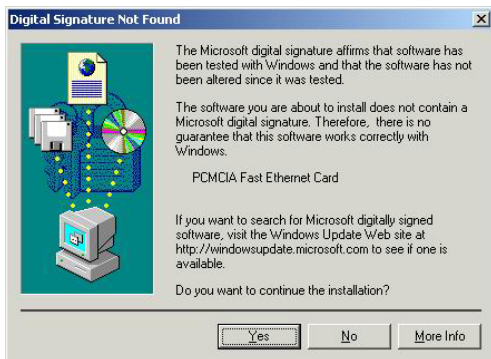 Digital Signature Not Found
The Microsoft digital signature affirms that software has
been tested with Windows and that the software has not
been altered since it was tested.
The software you are about to install does not contain a
Microsoft digital signature. Therefore, there is no
guarantee that this software works correctly with
Windows.
PCMCIA Fast Ethernet Card
If you want to search for Microsoft digitally signed
software, visit the Windows Update Web site at
http://windowsupdate.microsoft.com to see if one is
available.
Do you want to continue the installation?
Yes
No
More Info